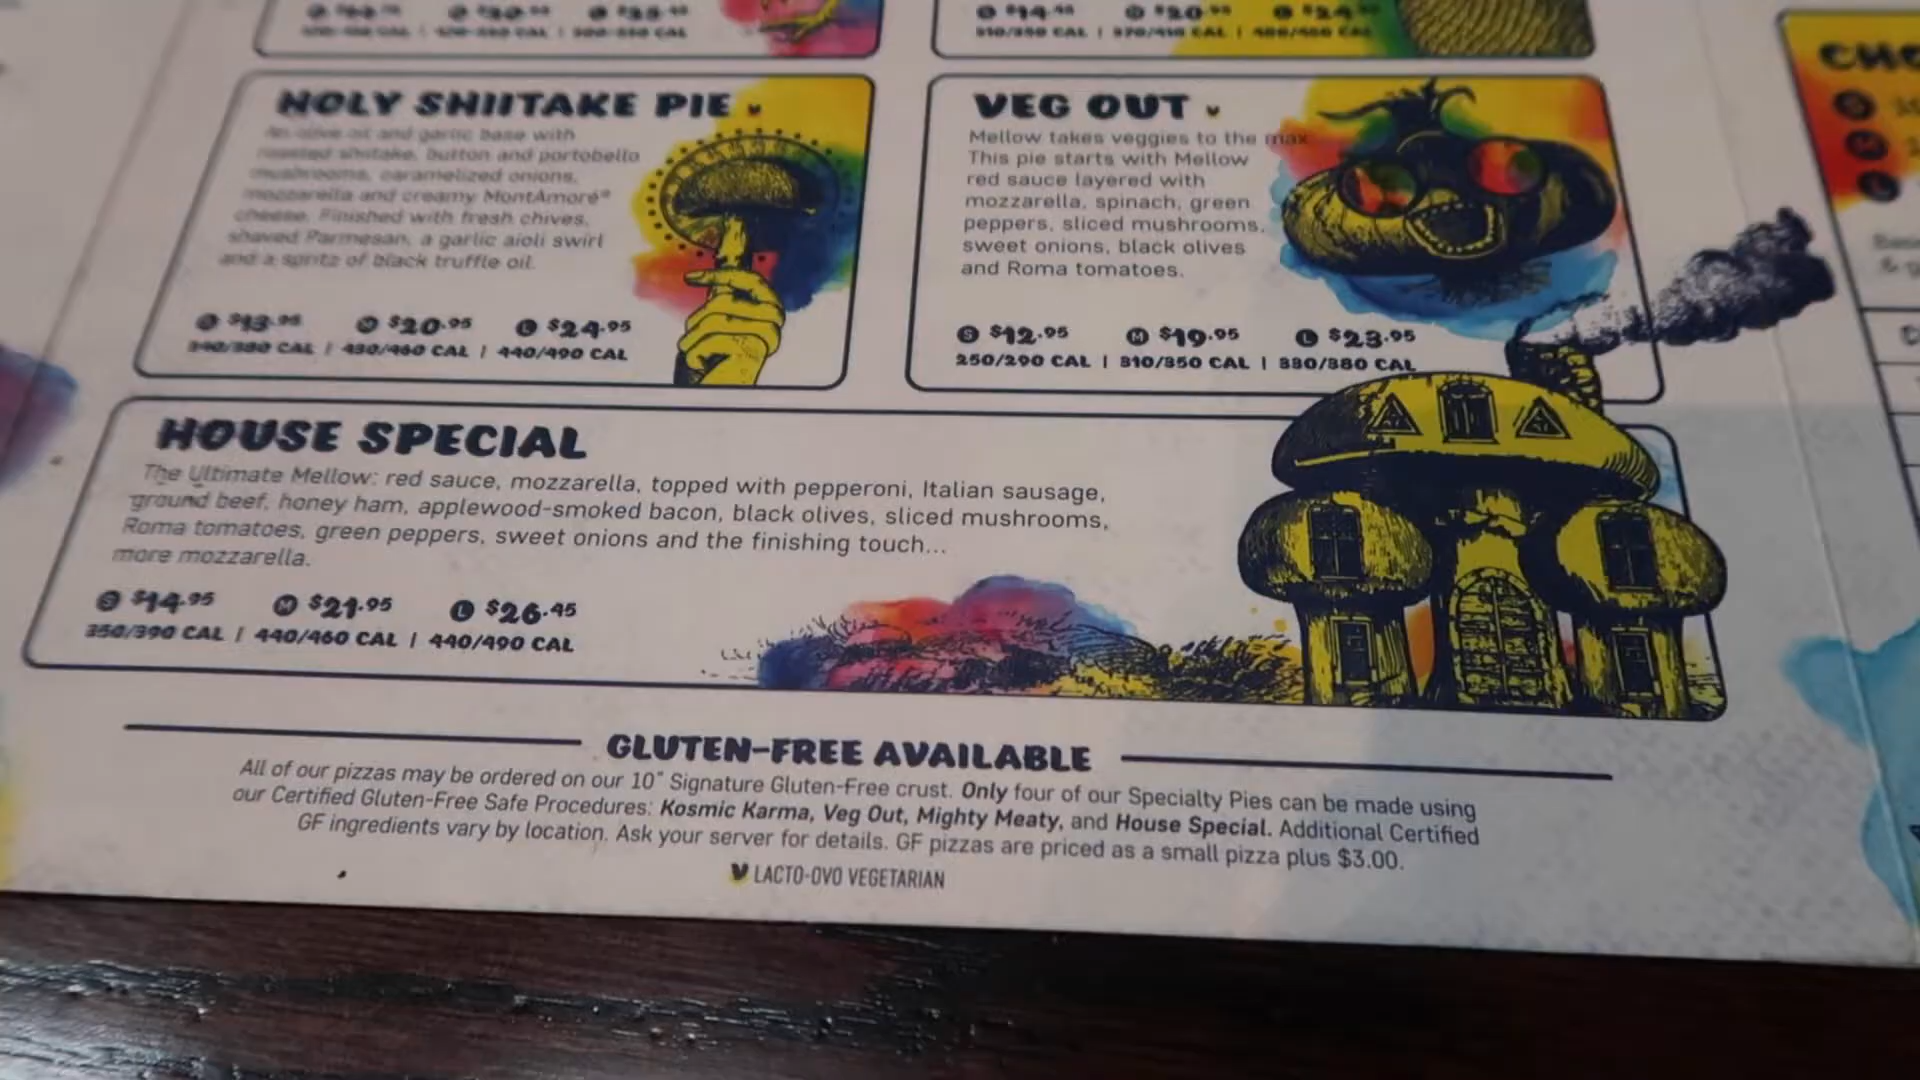 $14.45 M $20.95 L
HOLY SHIITAKE PIE
An olive oil and garlic base with
roasted shiitake, button and portobello
mushrooms, caramelized onions,
mozzarella and creamy MontAmoré®
cheese. Finished with fresh chives,
shaved Parmesan, a garlic aioli swirl
and a spritz of black truffle oil.
S $13.95 M $20.95 L $24.95
340/380 CAL | 430/460 CAL | 440/490 CAL
VEG OUT
Mellow takes veggies to the max
This pie starts with Mellow
red sauce layered with
mozzarella, spinach, green
peppers, sliced mushrooms,
sweet onions, black olives
and Roma tomatoes.
S $12.95 M $19.95 L $23.95
250/290 CAL | 310/350 CAL | 330/380 CAL
HOUSE SPECIAL
The Ultimate Mellow: red sauce, mozzarella, topped with pepperoni, Italian sausage,
ground beef, honey ham, applewood-smoked bacon, black olives, sliced mushrooms,
Roma tomatoes, green peppers, sweet onions and the finishing touch...
more mozzarella.
S $14.95 M $21.95 L $26.45
350/390 CAL | 440/460 CAL | 440/490 CAL
GLUTEN-FREE AVAILABLE
All of our pizzas may be ordered on our 10" Signature Gluten-Free crust. Only four of our Specialty Pies can be made using
our Certified Gluten-Free Safe Procedures: Kosmic Karma, Veg Out, Mighty Meaty, and House Special. Additional Certified
GF ingredients vary by location. Ask your server for details. GF pizzas are priced as a small pizza plus $3.00.
LACTO-OVO VEGETARIAN